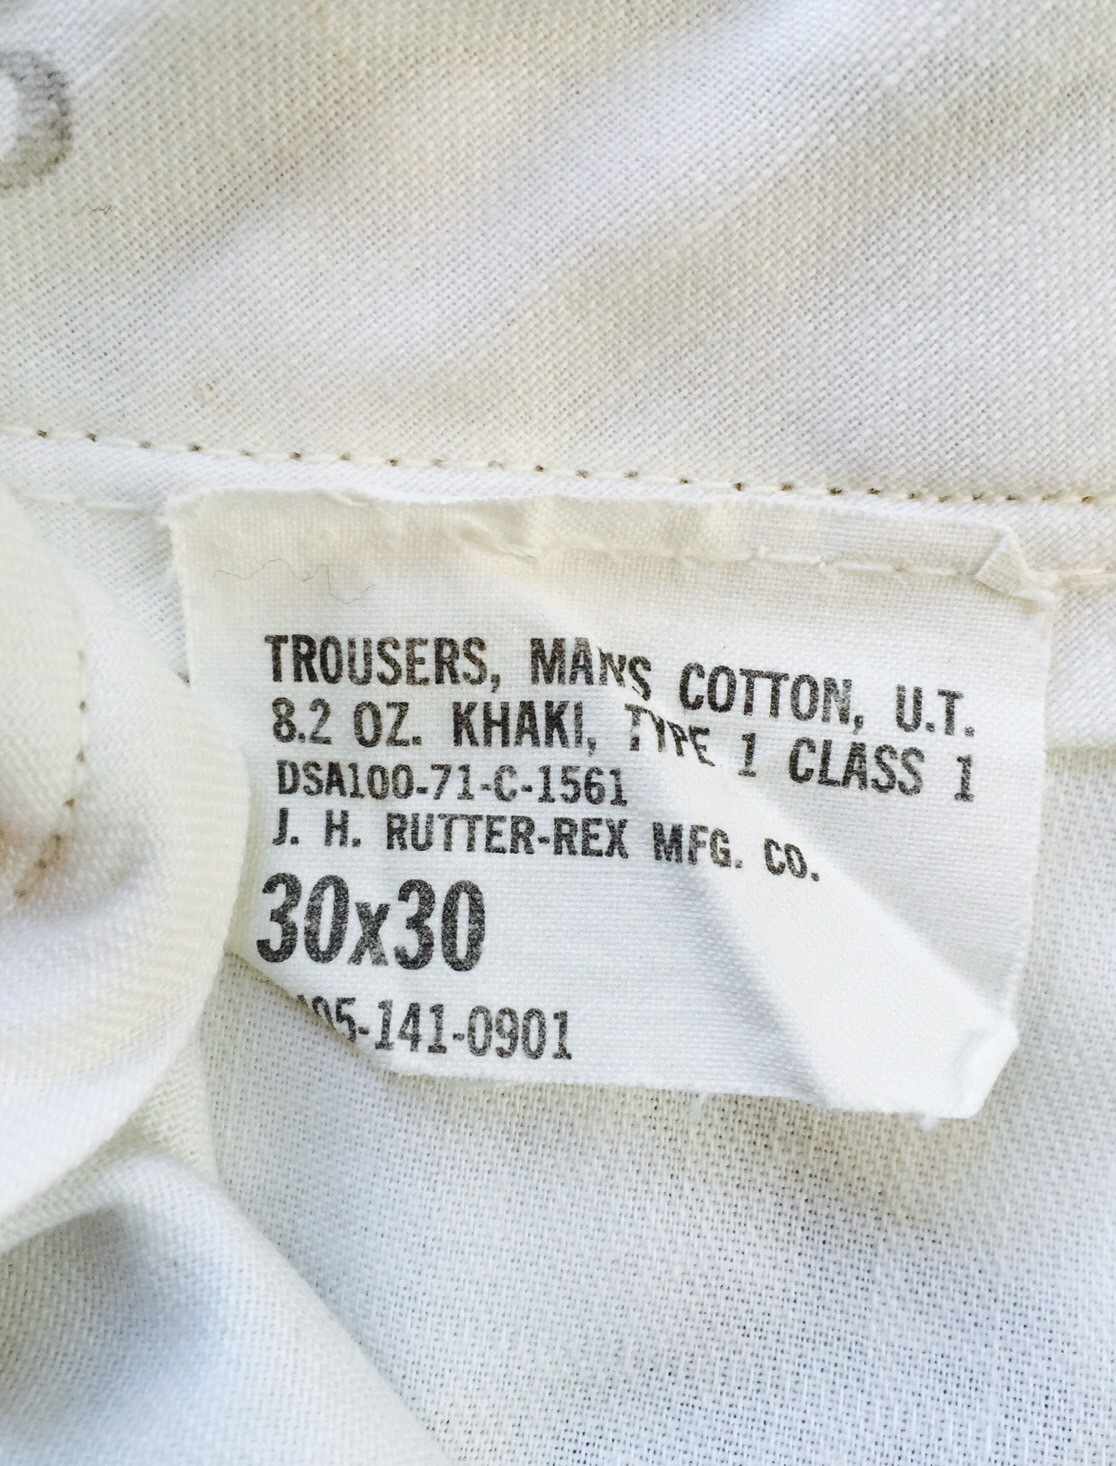 TROUSERS, MANS COTTON, U.T.
8.2 OZ. KHAKI, TYPE 1 CLASS 1
DSA100-71-C-1561
J. H. RUTTER-REX MFG. CO.
30x30
05-141-0901